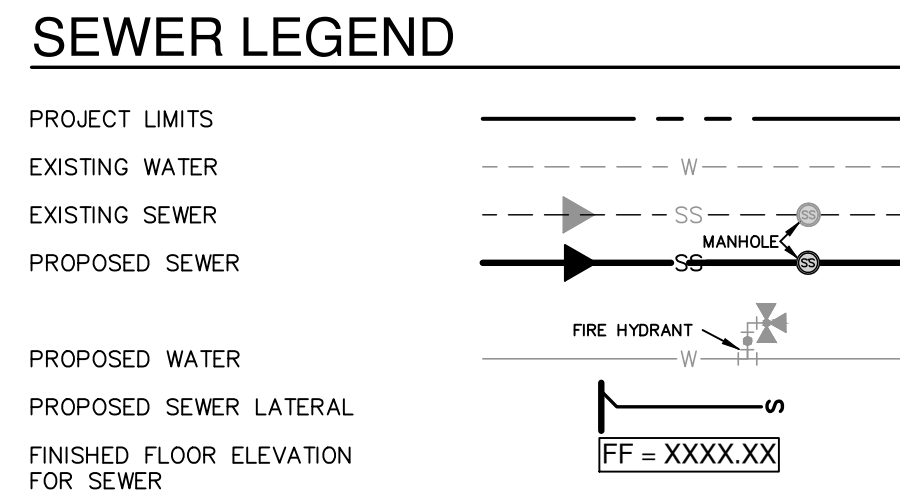 SEWER LEGEND
PROJECT LIMITS
EXISTING WATER
W
EXISTING SEWER
SS
SS
MANHOLE
PROPOSED SEWER
SS
SS
FIRE HYDRANT
PROPOSED WATER
W
PROPOSED SEWER LATERAL
S
FINISHED FLOOR ELEVATION
FOR SEWER
FF = XXXX.XX